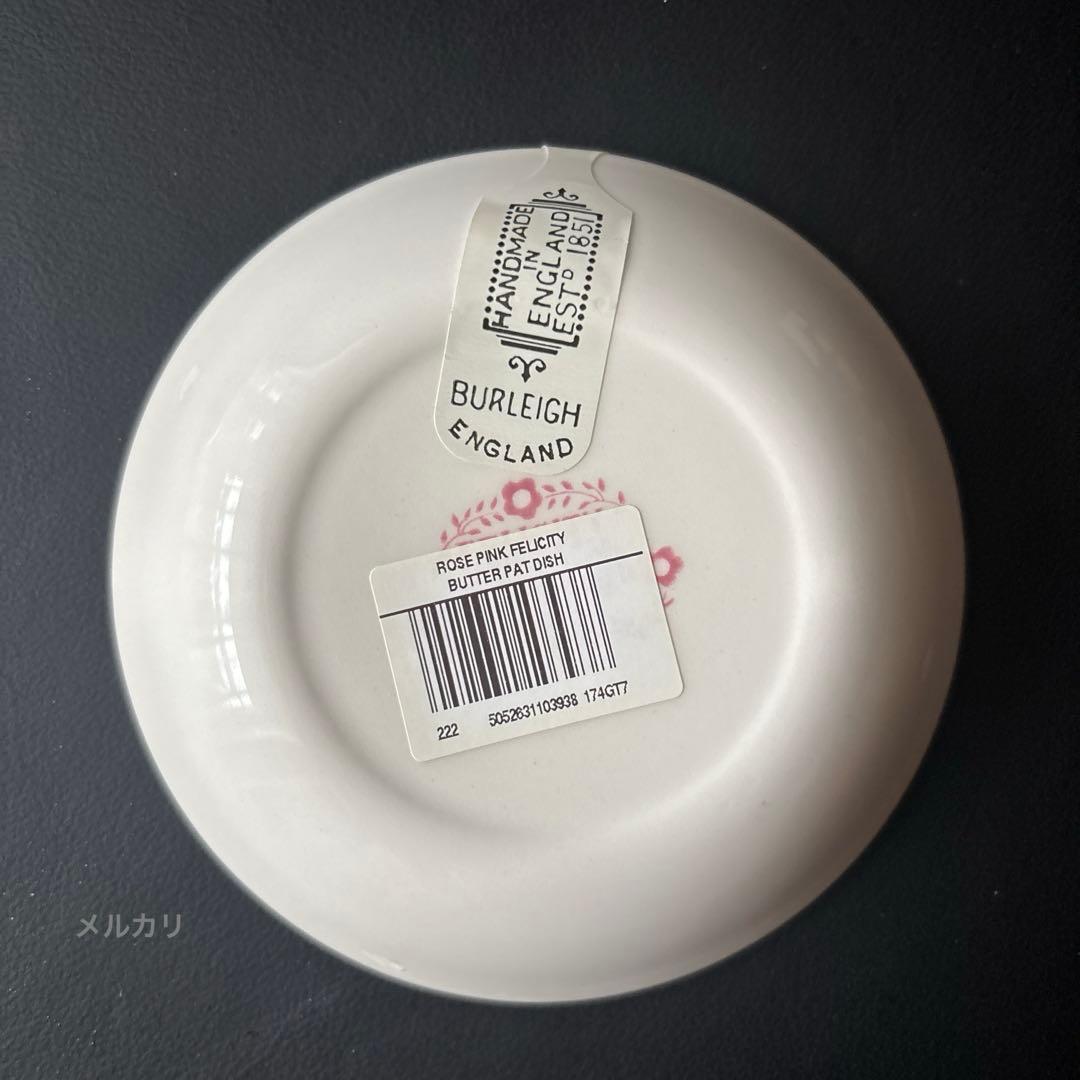 HANDMADE
IN
ENGLAND
ESTD 1851
BURLEIGH
ENGLAND
ROSE PINK FELICITY
BUTTER PAT DISH
222 5052631103938 174GT7
メルカリ